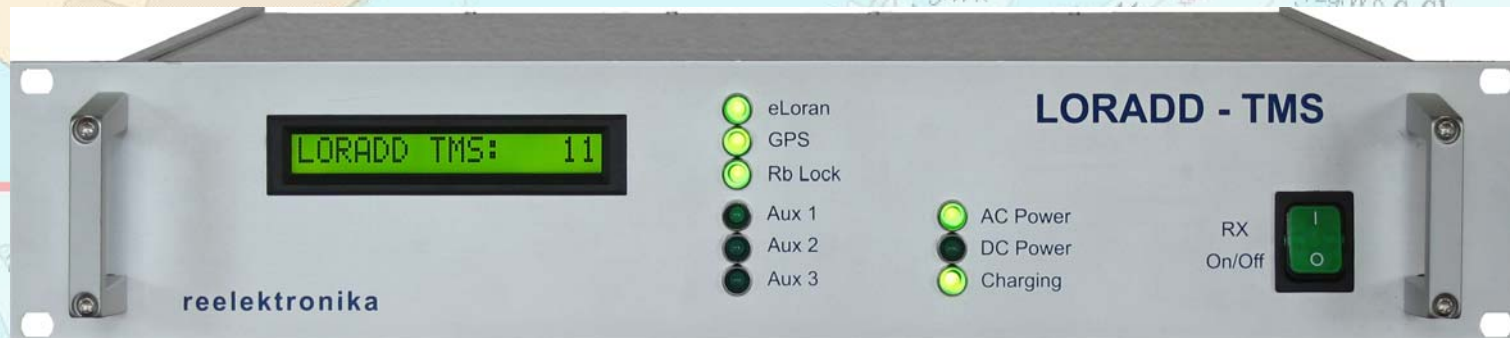 LORADD - TMS
LORADD TMS: 11
eLoran
GPS
Rb Lock
Aux 1
Aux 2
Aux 3
AC Power
DC Power
Charging
RX
On/Off
I
O
reelektronika